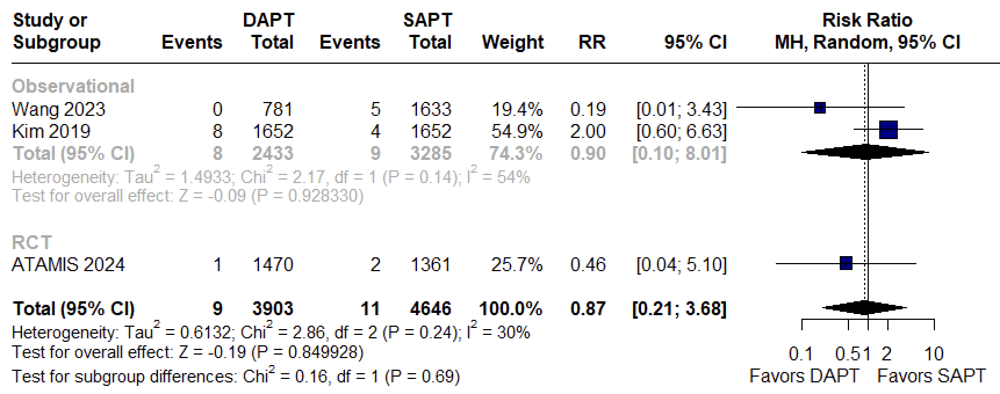 Study or DAPT SAPT Risk Ratio
Subgroup Events Total Events Total Weight RR 95% CI MH, Random, 95% CI
Observational
Wang 2023 0 781 5 1633 19.4% 0.19 [0.01; 3.43]
Kim 2019 8 1652 4 1652 54.9% 2.00 [0.60; 6.63]
Total (95% CI) 8 2433 9 3285 74.3% 0.90 [0.10; 8.01]
Heterogeneity: Tau² = 1.4933; Chi² = 2.17, df = 1 (P = 0.14); I² = 54%
Test for overall effect: Z = -0.09 (P = 0.928330)
RCT
ATAMIS 2024 1 1470 2 1361 25.7% 0.46 [0.04; 5.10]
Total (95% CI) 9 3903 11 4646 100.0% 0.87 [0.21; 3.68]
Heterogeneity: Tau² = 0.6132; Chi² = 2.86, df = 2 (P = 0.24); I² = 30%
Test for overall effect: Z = -0.19 (P = 0.849928) 0.1 0.5 1 2 10
Test for subgroup differences: Chi² = 0.16, df = 1 (P = 0.69) Favors DAPT Favors SAPT